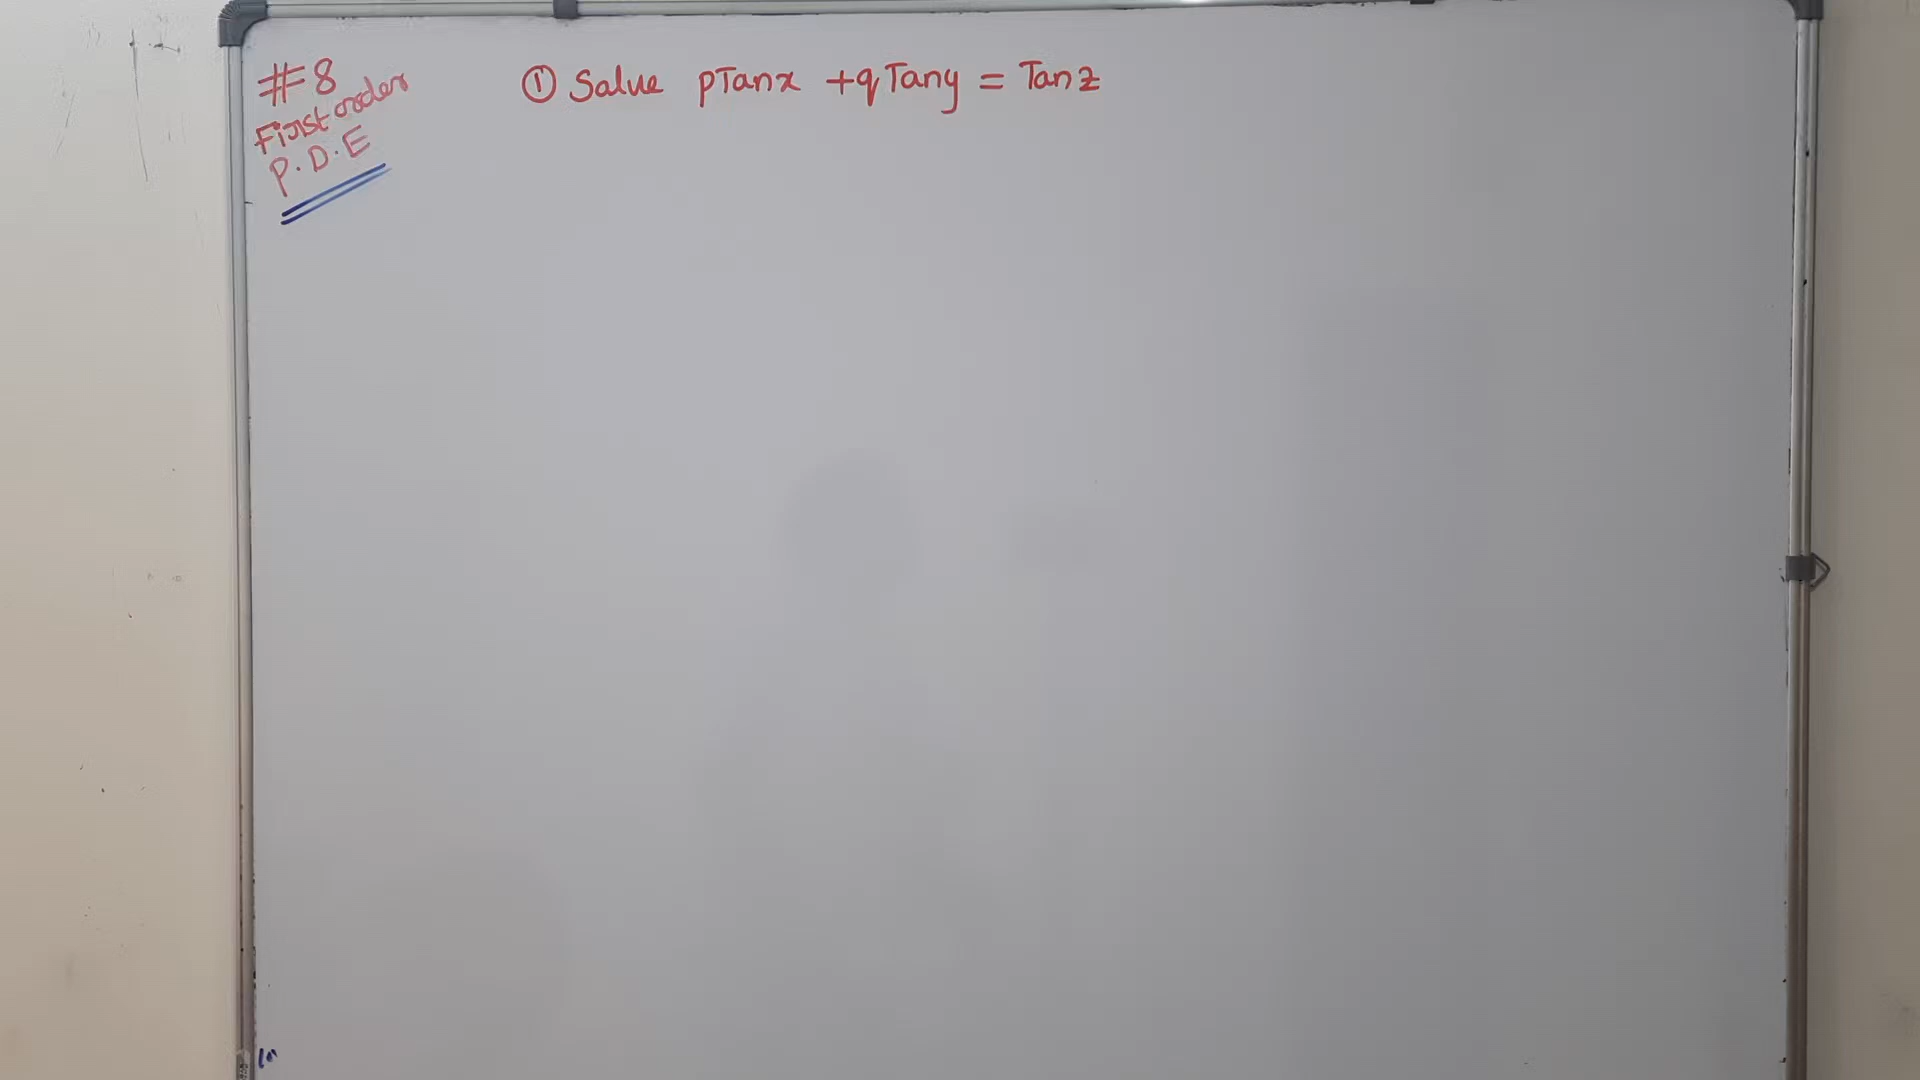 #8
First order
P.D.E
① Solve pTanx + qTany = Tanz